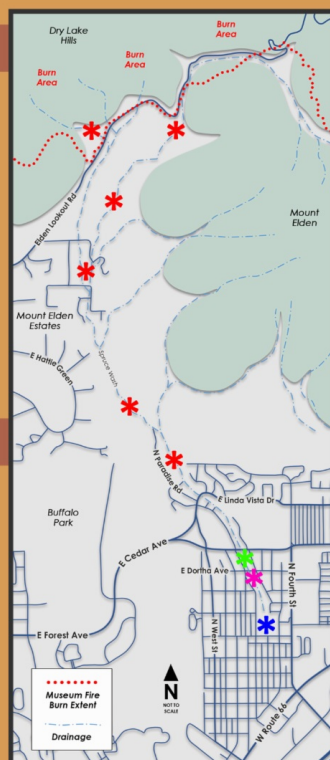 Dry Lake
Hills
Burn
Area
Burn
Area
Burn
Area
Elden Lookout Rd
Mount
Elden
Mount Elden
Estates
E Hattie Green
Spruce Wash
N Paradise Rd
E Linda Vista Dr
Buffalo
Park
E Cedar Ave
E Dortha Ave
N Fourth St
N West St
E Forest Ave
W Route 66
N
NOT TO
SCALE
Museum Fire
Burn Extent
Drainage